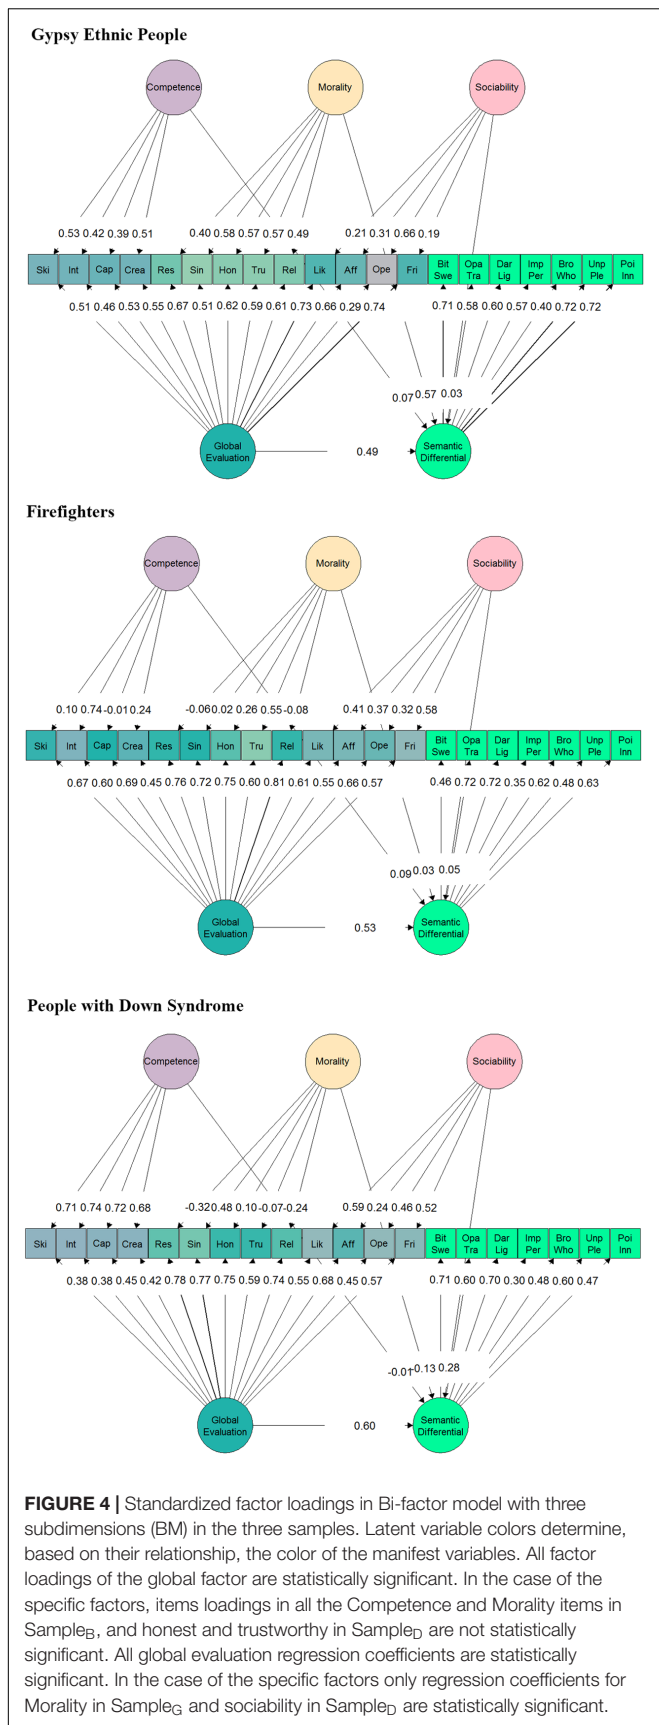 Gypsy Ethnic People
Competence Morality Sociability
0.53 0.42 0.39 0.51 0.40 0.58 0.57 0.57 0.49 0.21 0.31 0.66 0.19
Ski Int Cap Crea Res Sin Hon Tru Rel Lik Aff Ope Fri Bit Swe Opa Tra Dar Lig Imp Per Bro Who Unp Ple Poi Inn
0.51 0.46 0.53 0.55 0.67 0.51 0.62 0.59 0.61 0.73 0.66 0.29 0.74 0.71 0.58 0.60 0.57 0.40 0.72 0.72
0.07 0.57 0.03
Global Evaluation 0.49 Semantic Differential
Firefighters
Competence Morality Sociability
0.10 0.74 -0.01 0.24 -0.06 0.02 0.26 0.55 -0.08 0.41 0.37 0.32 0.58
Ski Int Cap Crea Res Sin Hon Tru Rel Lik Aff Ope Fri Bit Swe Opa Tra Dar Lig Imp Per Bro Who Unp Ple Poi Inn
0.67 0.60 0.69 0.45 0.76 0.72 0.75 0.60 0.81 0.61 0.55 0.66 0.57 0.46 0.72 0.72 0.35 0.62 0.48 0.63
0.09 0.03 0.05
Global Evaluation 0.53 Semantic Differential
People with Down Syndrome
Competence Morality Sociability
0.71 0.74 0.72 0.68 -0.32 0.48 0.10 -0.07 -0.24 0.59 0.24 0.46 0.52
Ski Int Cap Crea Res Sin Hon Tru Rel Lik Aff Ope Fri Bit Swe Opa Tra Dar Lig Imp Per Bro Who Unp Ple Poi Inn
0.38 0.38 0.45 0.42 0.78 0.77 0.75 0.59 0.74 0.55 0.68 0.45 0.57 0.71 0.60 0.70 0.30 0.48 0.60 0.47
-0.01 -0.13 0.28
Global Evaluation 0.60 Semantic Differential
FIGURE 4 | Standardized factor loadings in Bi-factor model with three
subdimensions (BM) in the three samples. Latent variable colors determine,
based on their relationship, the color of the manifest variables. All factor
loadings of the global factor are statistically significant. In the case of the
specific factors, items loadings in all the Competence and Morality items in
Sample_B, and honest and trustworthy in Sample_D are not statistically
significant. All global evaluation regression coefficients are statistically
significant. In the case of the specific factors only regression coefficients for
Morality in Sample_G and sociability in Sample_D are statistically significant.